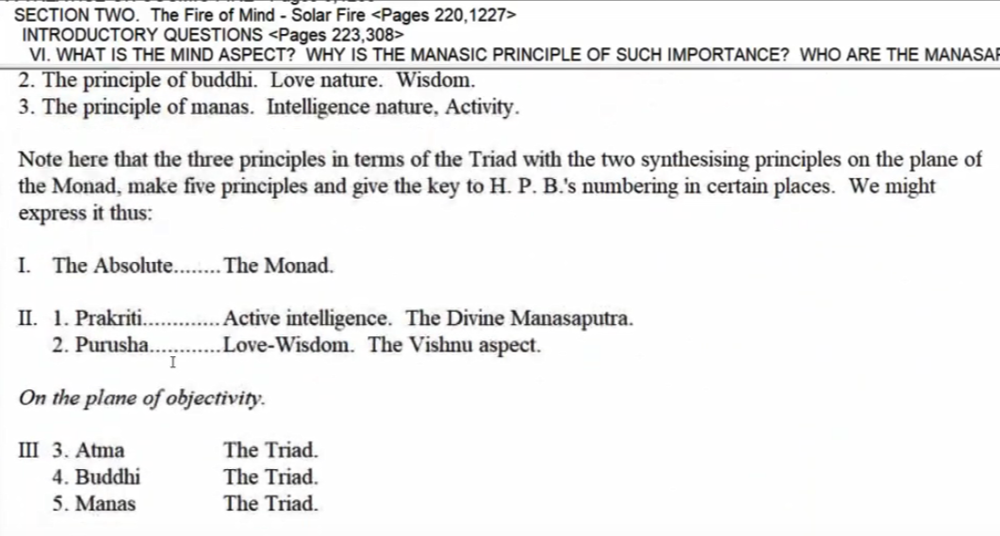 SECTION TWO. The Fire of Mind - Solar Fire <Pages 220,1227>
INTRODUCTORY QUESTIONS <Pages 223,308>
VI. WHAT IS THE MIND ASPECT? WHY IS THE MANASIC PRINCIPLE OF SUCH IMPORTANCE? WHO ARE THE
2. The principle of buddhi. Love nature. Wisdom.
3. The principle of manas. Intelligence nature, Activity.
Note here that the three principles in terms of the Triad with the two synthesising principles on the plane of
the Monad, make five principles and give the key to H. P. B.'s numbering in certain places. We might
express it thus:
I. The Absolute........The Monad.
II. 1. Prakriti.............Active intelligence. The Divine Manasaputra.
2. Purusha............Love-Wisdom. The Vishnu aspect.
On the plane of objectivity.
III 3. Atma The Triad.
4. Buddhi The Triad.
5. Manas The Triad.